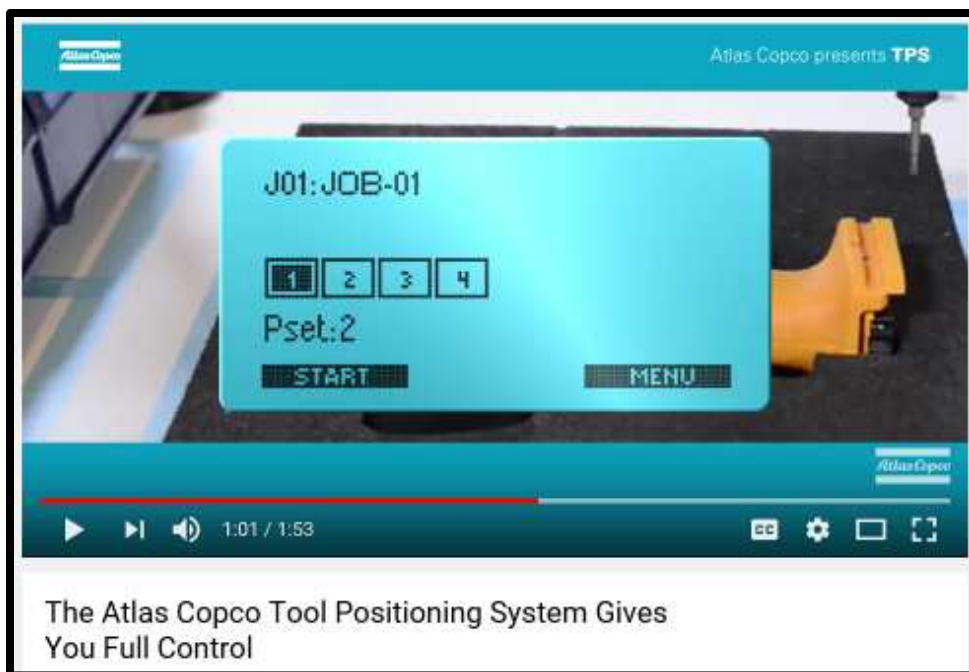 Atlas Copco
Atlas Copco presents TPS
J01:JOB-01
1 2 3 4
Pset:2
START MENU
Atlas Copco
1:01 / 1:53
CC
The Atlas Copco Tool Positioning System Gives
You Full Control